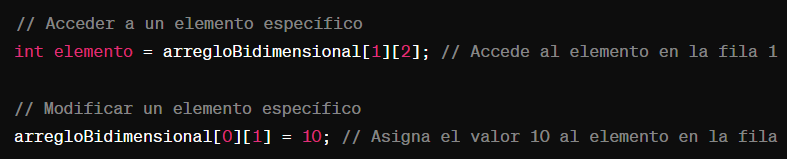 // Acceder a un elemento específico
int elemento = arregloBidimensional[1][2]; // Accede al elemento en la fila 1
// Modificar un elemento específico
arregloBidimensional[0][1] = 10; // Asigna el valor 10 al elemento en la fila